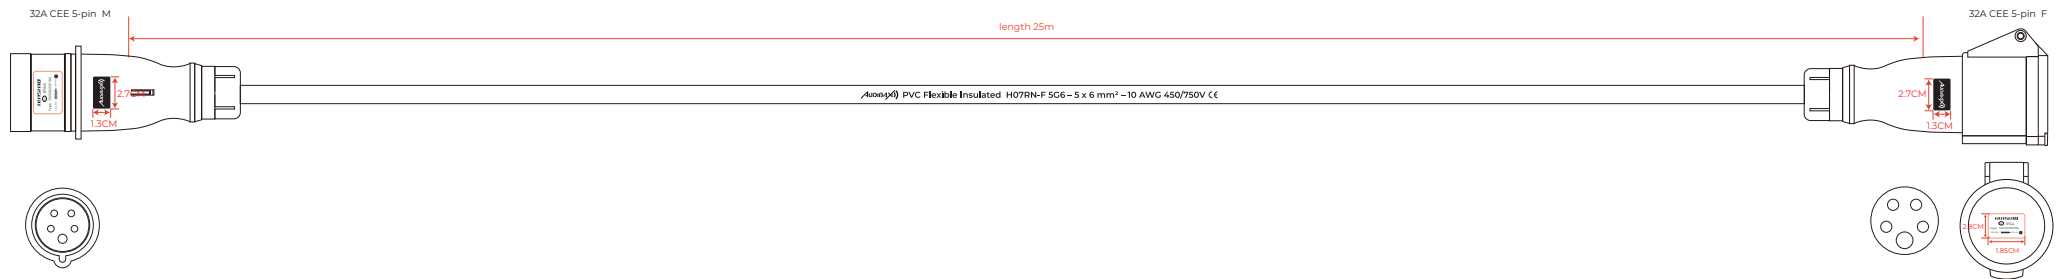 32A CEE 5-pin M
32A CEE 5-pin F
length 25m
2.7CM
1.3CM
PVC Flexible Insulated H07RN-F 5G6 – 5 x 6 mm² – 10 AWG 450/750V CE
2.7CM
1.3CM
2.8CM
1.85CM